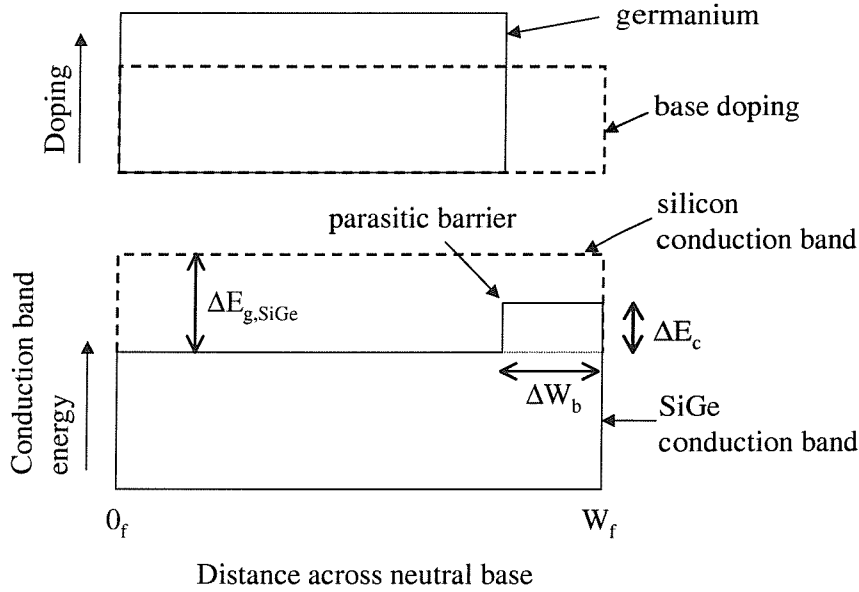 germanium
Doping
base doping
parasitic barrier
silicon
conduction band
ΔE_g,SiGe
ΔE_c
ΔW_b
Conduction band
energy
SiGe
conduction band
0_f
W_f
Distance across neutral base